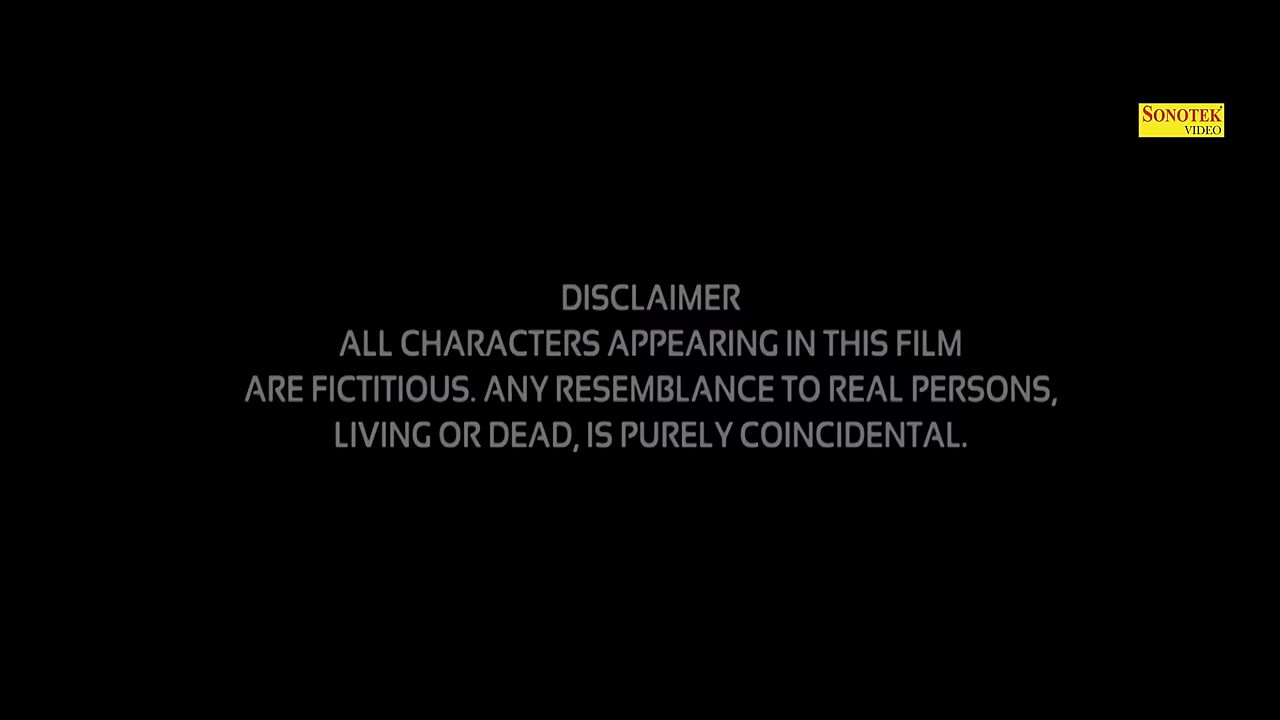 SONOTEK
VIDEO
DISCLAIMER
ALL CHARACTERS APPEARING IN THIS FILM
ARE FICTITIOUS. ANY RESEMBLANCE TO REAL PERSONS,
LIVING OR DEAD, IS PURELY COINCIDENTAL.